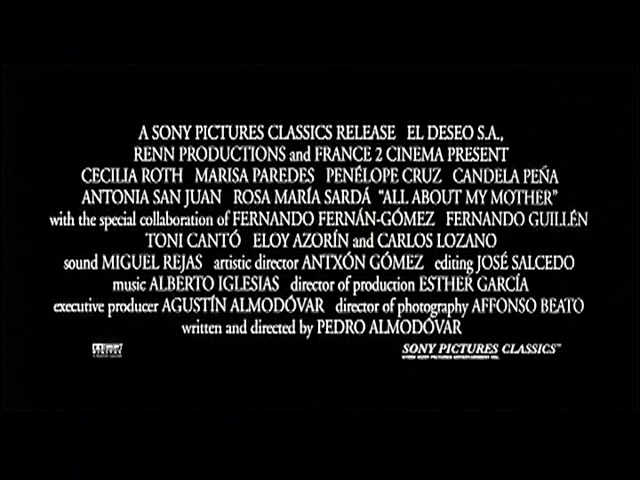 A SONY PICTURES CLASSICS RELEASE EL DESEO S.A.,
RENN PRODUCTIONS and FRANCE 2 CINEMA PRESENT
CECILIA ROTH MARISA PAREDES PENÉLOPE CRUZ CANDELA PEÑA
ANTONIA SAN JUAN ROSA MARÍA SARDÁ "ALL ABOUT MY MOTHER"
with the special collaboration of FERNANDO FERNÁN-GÓMEZ FERNANDO GUILLÉN
TONI CANTÓ ELOY AZORÍN and CARLOS LOZANO
sound MIGUEL REJAS artistic director ANTXÓN GÓMEZ editing JOSÉ SALCEDO
music ALBERTO IGLESIAS director of production ESTHER GARCÍA
executive producer AGUSTÍN ALMODÓVAR director of photography AFFONSO BEATO
written and directed by PEDRO ALMODÓVAR
SONY PICTURES CLASSICS™